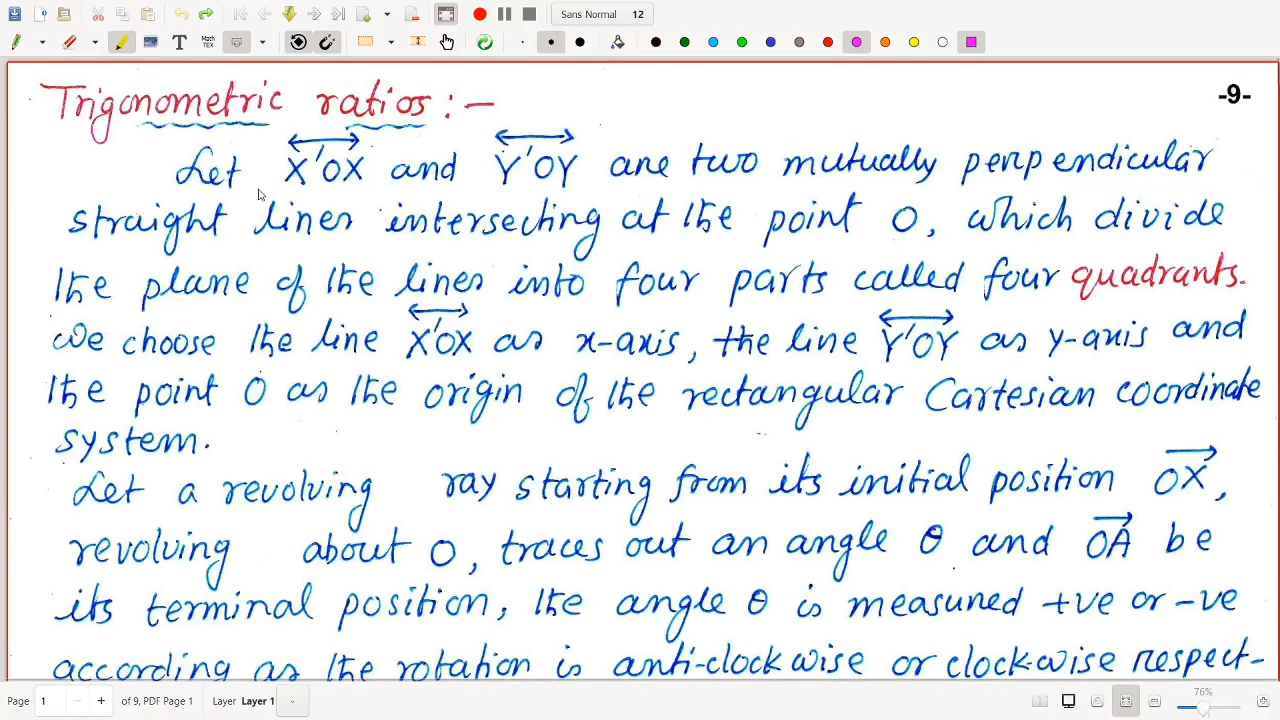 Sans Normal 12
Math TEX
-9-
Trigonometric ratios:-
Let X'OX and Y'OY are two mutually perpendicular
straight lines intersecting at the point O, which divide
the plane of the lines into four parts called four quadrants.
We choose the line X'OX as x-axis, the line Y'OY as y-axis and
the point O as the origin of the rectangular Cartesian coordinate
system.
Let a revolving ray starting from its initial position OX,
revolving about O, traces out an angle θ and OA be
its terminal position, the angle θ is measured +ve or -ve
according as the rotation is anti-clockwise or clockwise respect-
Page 1 of 9, PDF Page 1 Layer Layer 1 76%